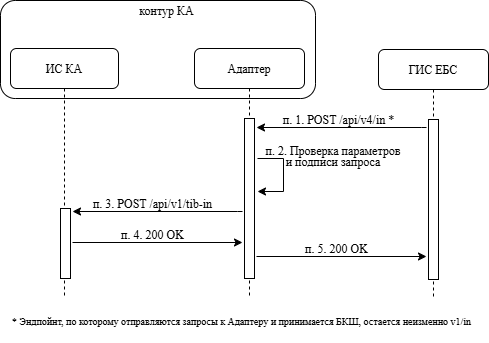 контур КА
ИС КА
Адаптер
ГИС ЕБС
п. 1. POST /api/v4/in *
п. 2. Проверка параметров
и подписи запроса
п. 3. POST /api/v1/tib-in
п. 4. 200 OK
п. 5. 200 OK
* Эндпойнт, по которому отправляются запросы к Адаптеру и принимается БКШ, остается неизменно v1/in